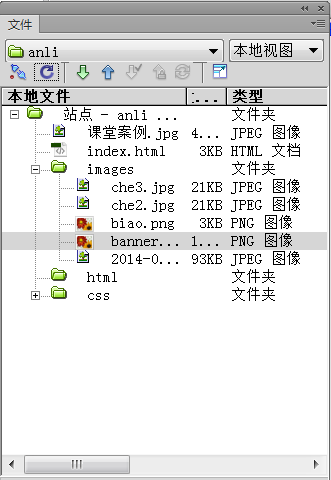 文件
anli 本地视图
本地文件 :... 类型
站点 - anli ... 文件夹
课堂案例.jpg 4... JPEG 图像
index.html 3KB HTML 文档
images 文件夹
che3.jpg 21KB JPEG 图像
che2.jpg 21KB JPEG 图像
biao.png 3KB PNG 图像
banner... 1... PNG 图像
2014-0... 93KB JPEG 图像
html 文件夹
css 文件夹